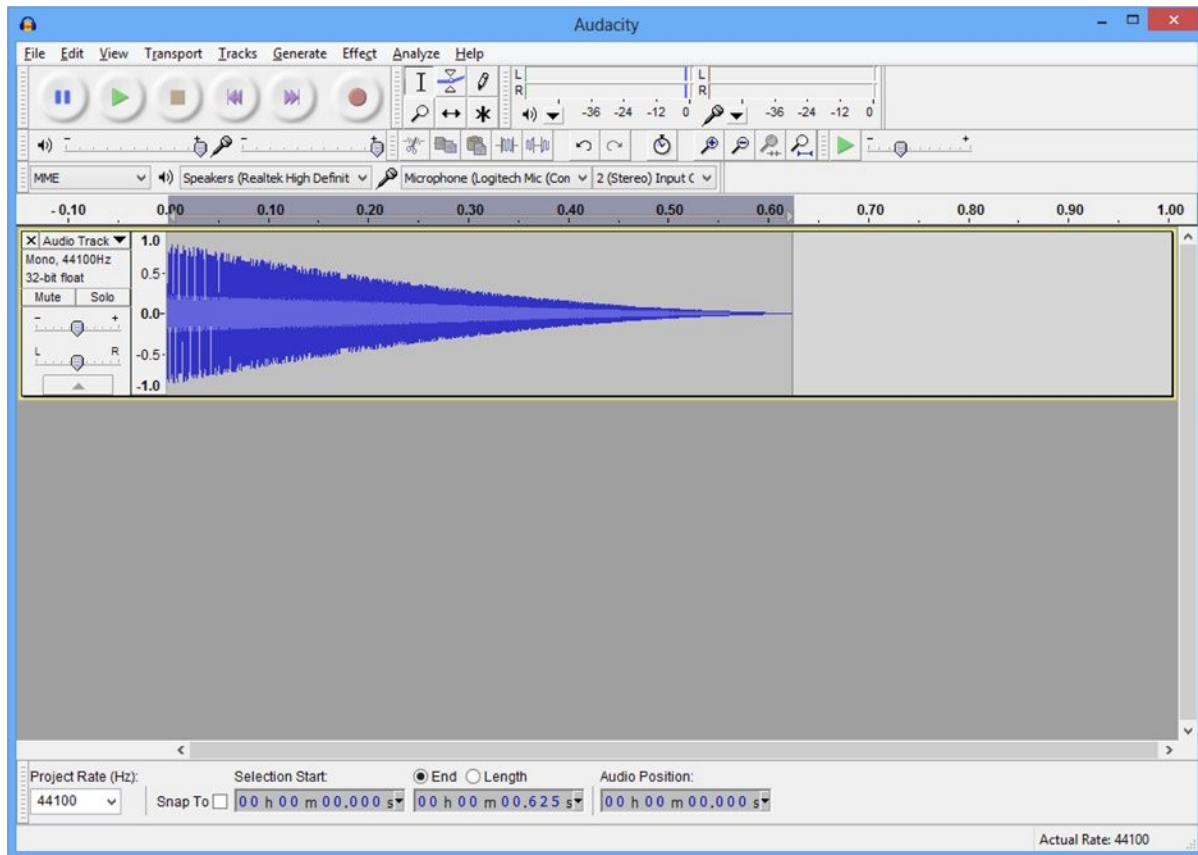 Audacity
File Edit View Transport Tracks Generate Effect Analyze Help
L L
R R
-36 -24 -12 0 -36 -24 -12 0
- + - + - +
MME Speakers (Realtek High Definit Microphone (Logitech Mic (Con 2 (Stereo) Input (
- 0.10 0.00 0.10 0.20 0.30 0.40 0.50 0.60 0.70 0.80 0.90 1.00
X Audio Track 1.0
Mono, 44100Hz
32-bit float 0.5
Mute Solo
- + 0.0
L R -0.5
-1.0
Project Rate (Hz): Selection Start: End Length Audio Position:
44100 Snap To 00 h 00 m 00.000 s 00 h 00 m 00.625 s 00 h 00 m 00.000 s
Actual Rate: 44100